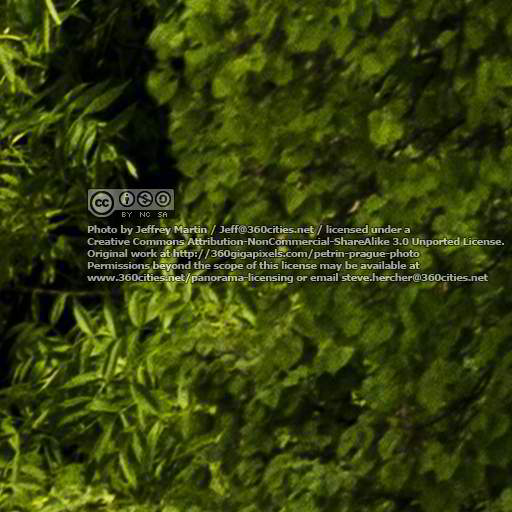 cc
BY NC SA
Photo by Jeffrey Martin / Jeff@360cities.net / licensed under a
Creative Commons Attribution-NonCommercial-ShareAlike 3.0 Unported License.
Original work at http://360gigapixels.com/petrin-prague-photo
Permissions beyond the scope of this license may be available at
www.360cities.net/panorama-licensing or email steve.hercher@360cities.net